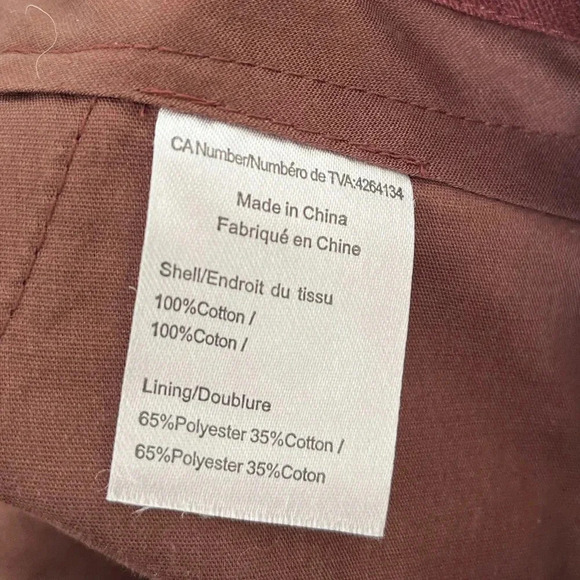 CA Number/Numbéro de TVA:4264134
Made in China
Fabriqué en Chine
Shell/Endroit du tissu
100%Cotton /
100%Coton /
Lining/Doublure
65%Polyester 35%Cotton /
65%Polyester 35%Coton